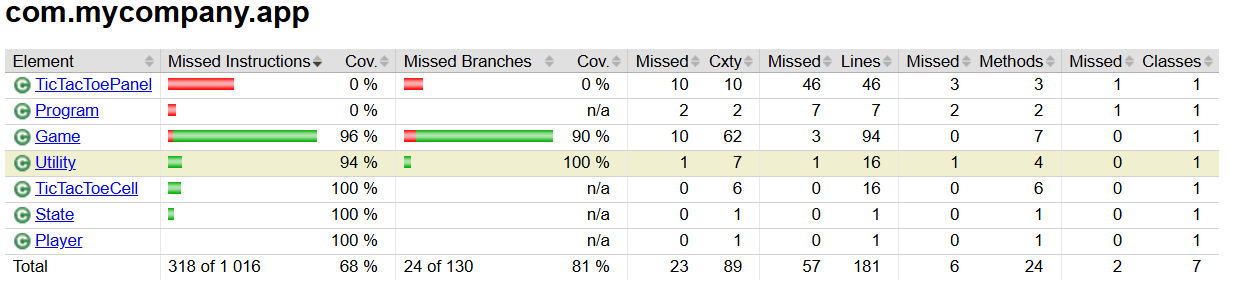 com.mycompany.app
Element Missed Instructions Cov. Missed Branches Cov. Missed Cxty Missed Lines Missed Methods Missed Classes
C TicTacToePanel 0 % 0 % 10 10 46 46 3 3 1 1
C Program 0 % n/a 2 2 7 7 2 2 1 1
C Game 96 % 90 % 10 62 3 94 0 7 0 1
C Utility 94 % 100 % 1 7 1 16 1 4 0 1
C TicTacToeCell 100 % n/a 0 6 0 16 0 6 0 1
C State 100 % n/a 0 1 0 1 0 1 0 1
C Player 100 % n/a 0 1 0 1 0 1 0 1
Total 318 of 1 016 68 % 24 of 130 81 % 23 89 57 181 6 24 2 7